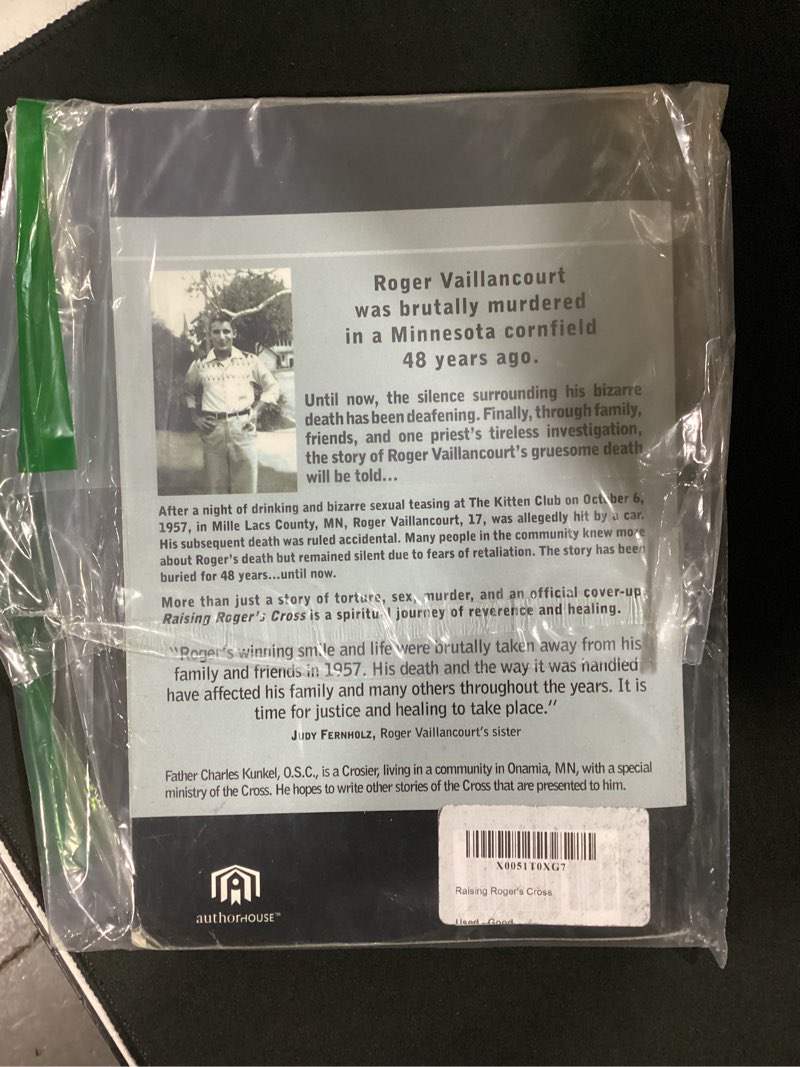 Roger Vaillancourt
was brutally murdered
in a Minnesota cornfield
48 years ago.
Until now, the silence surrounding his bizarre
death has been deafening. Finally, through family,
friends, and one priest's tireless investigation,
the story of Roger Vaillancourt's gruesome death
will be told...
After a night of drinking and bizarre sexual teasing at The Kitten Club on October 6,
1957, in Mille Lacs County, MN, Roger Vaillancourt, 17, was allegedly hit by a car.
His subsequent death was ruled accidental. Many people in the community knew more
about Roger's death but remained silent due to fears of retaliation. The story has been
buried for 48 years...until now.
More than just a story of torture, sex, murder, and an official cover-up,
Raising Roger's Cross is a spiritual journey of reverence and healing.
"Roger's winning smile and life were brutally taken away from his
family and friends in 1957. His death and the way it was handled
have affected his family and many others throughout the years. It is
time for justice and healing to take place."
JUDY FERNHOLZ, Roger Vaillancourt's sister
Father Charles Kunkel, O.S.C., is a Crosier, living in a community in Onamia, MN, with a special
ministry of the Cross. He hopes to write other stories of the Cross that are presented to him.
authorHOUSE™
X0051T0XG7
Raising Roger's Cross
Used - Good